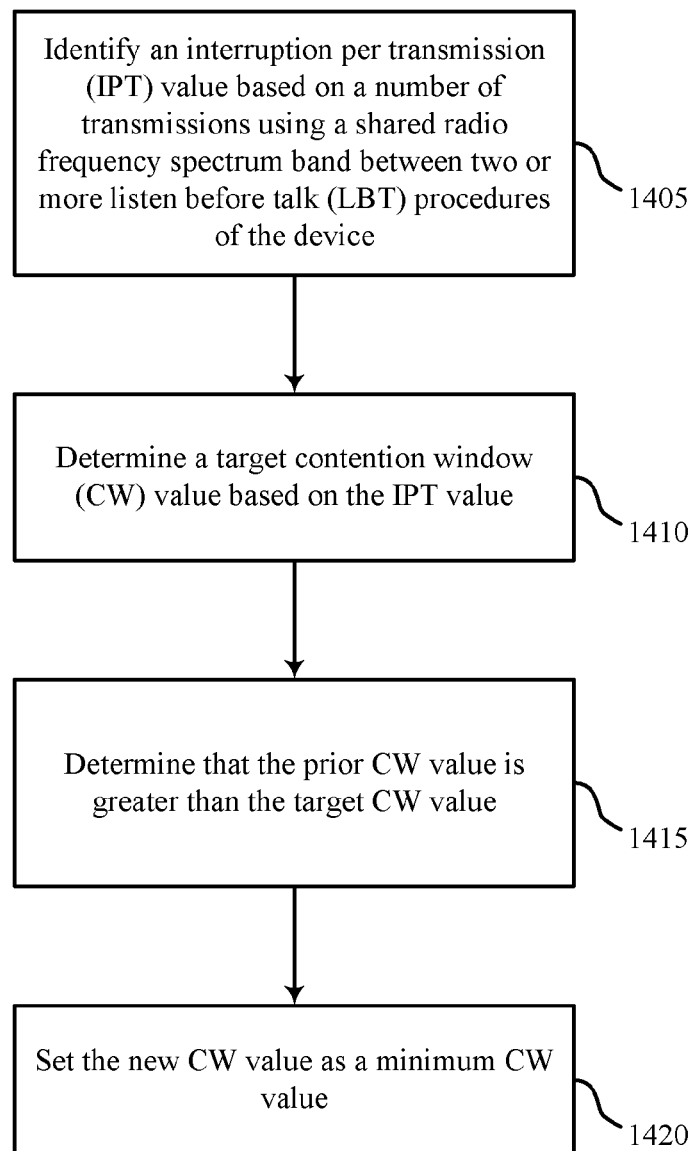 Identify an interruption per transmission
(IPT) value based on a number of
transmissions using a shared radio
frequency spectrum band between two or
more listen before talk (LBT) procedures
of the device
1405
Determine a target contention window
(CW) value based on the IPT value
1410
Determine that the prior CW value is
greater than the target CW value
1415
Set the new CW value as a minimum CW
value
1420